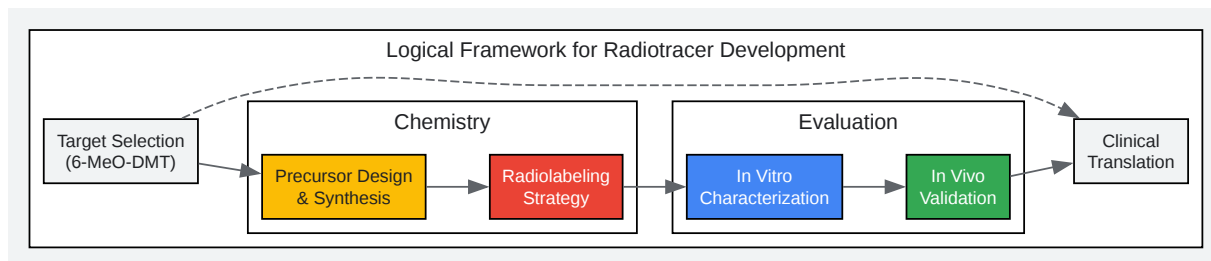 Logical Framework for Radiotracer Development
Target Selection
(6-MeO-DMT)
Chemistry
Precursor Design
& Synthesis
Radiolabeling
Strategy
Evaluation
In Vitro
Characterization
In Vivo
Validation
Clinical
Translation